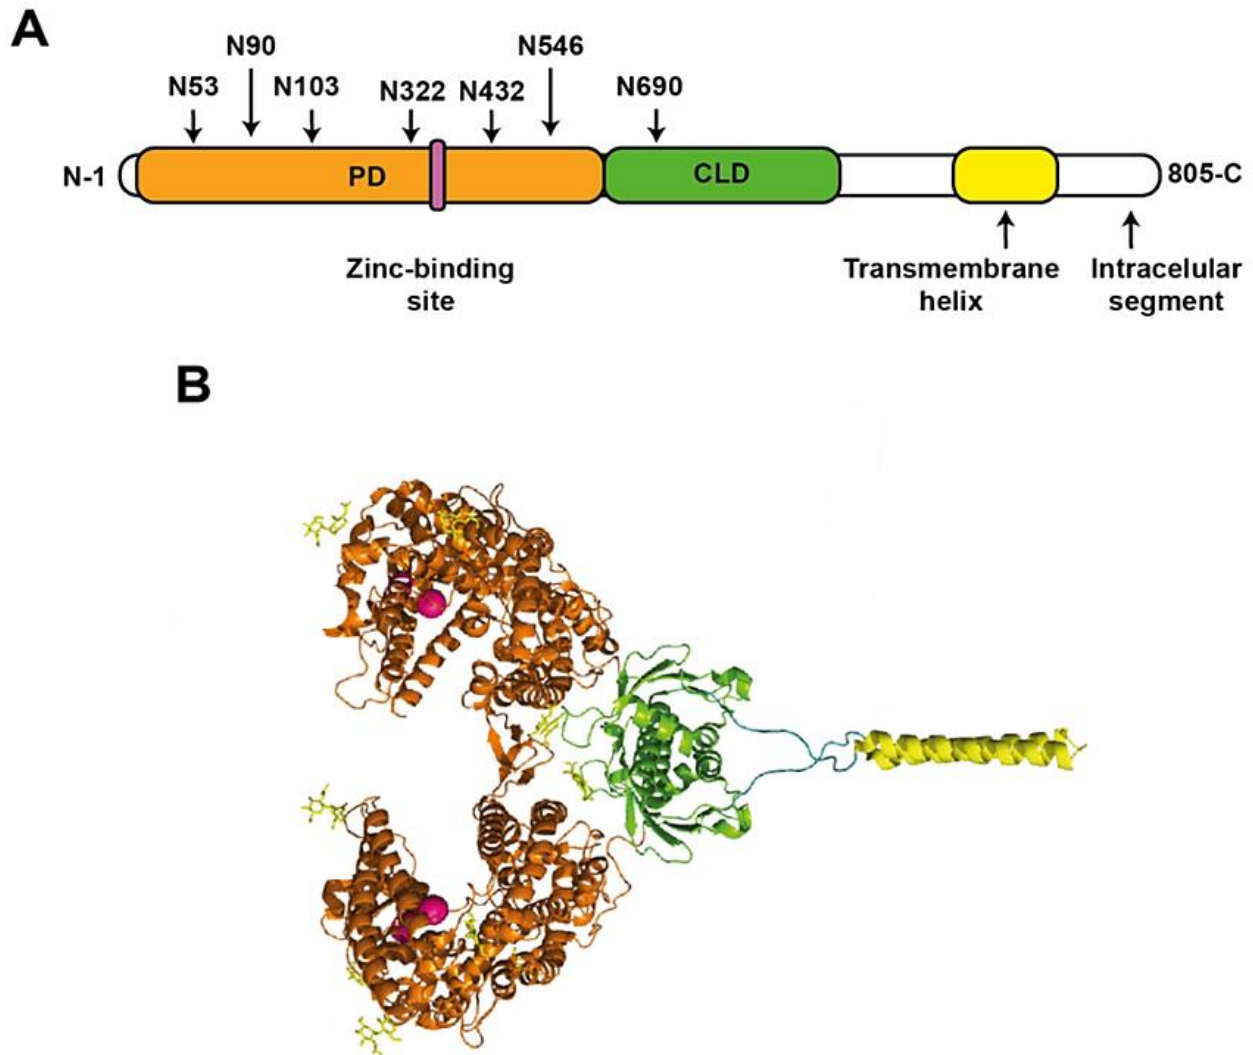 A
N90
N546
N53
N103
N322
N432
N690
N-1
PD
CLD
805-C
Zinc-binding
site
Transmembrane
helix
Intracelular
segment
B